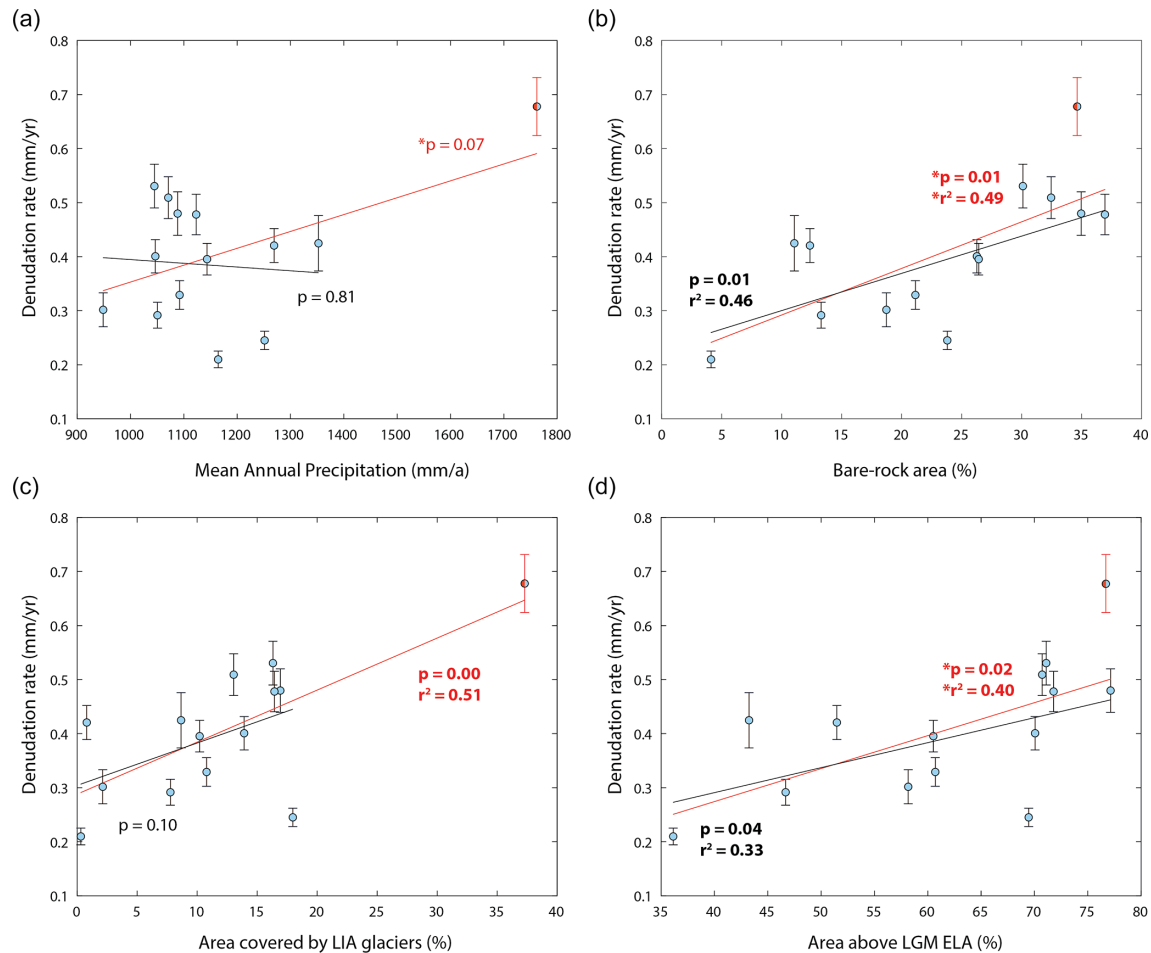 (a)
Denudation rate (mm/yr)
0.8
0.7
0.6
0.5
0.4
0.3
0.2
0.1
*p = 0.07
p = 0.81
900 1000 1100 1200 1300 1400 1500 1600 1700 1800
Mean Annual Precipitation (mm/a)
(b)
Denudation rate (mm/yr)
0.8
0.7
0.6
0.5
0.4
0.3
0.2
0.1
*p = 0.01
*r² = 0.49
p = 0.01
r² = 0.46
0 5 10 15 20 25 30 35 40
Bare-rock area (%)
(c)
Denudation rate (mm/yr)
0.8
0.7
0.6
0.5
0.4
0.3
0.2
0.1
p = 0.00
r² = 0.51
p = 0.10
0 5 10 15 20 25 30 35 40
Area covered by LIA glaciers (%)
(d)
Denudation rate (mm/yr)
0.8
0.7
0.6
0.5
0.4
0.3
0.2
0.1
*p = 0.02
*r² = 0.40
p = 0.04
r² = 0.33
35 40 45 50 55 60 65 70 75 80
Area above LGM ELA (%)